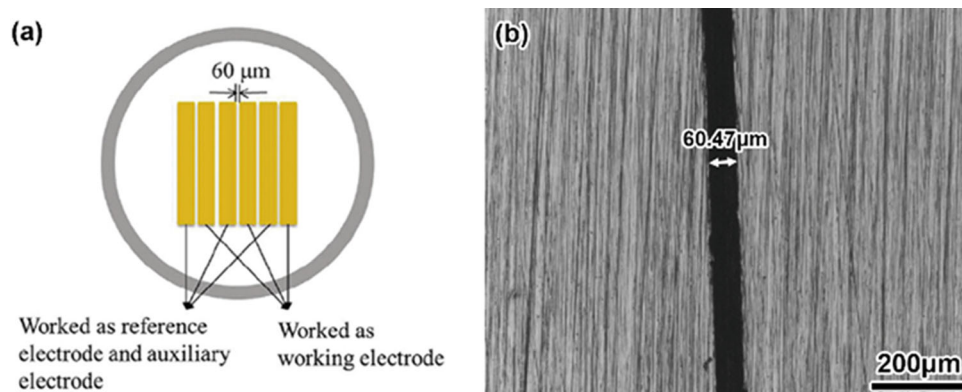 (a)
60 μm
Worked as reference
electrode and auxiliary
electrode
Worked as
working electrode
(b)
60.47μm
200μm